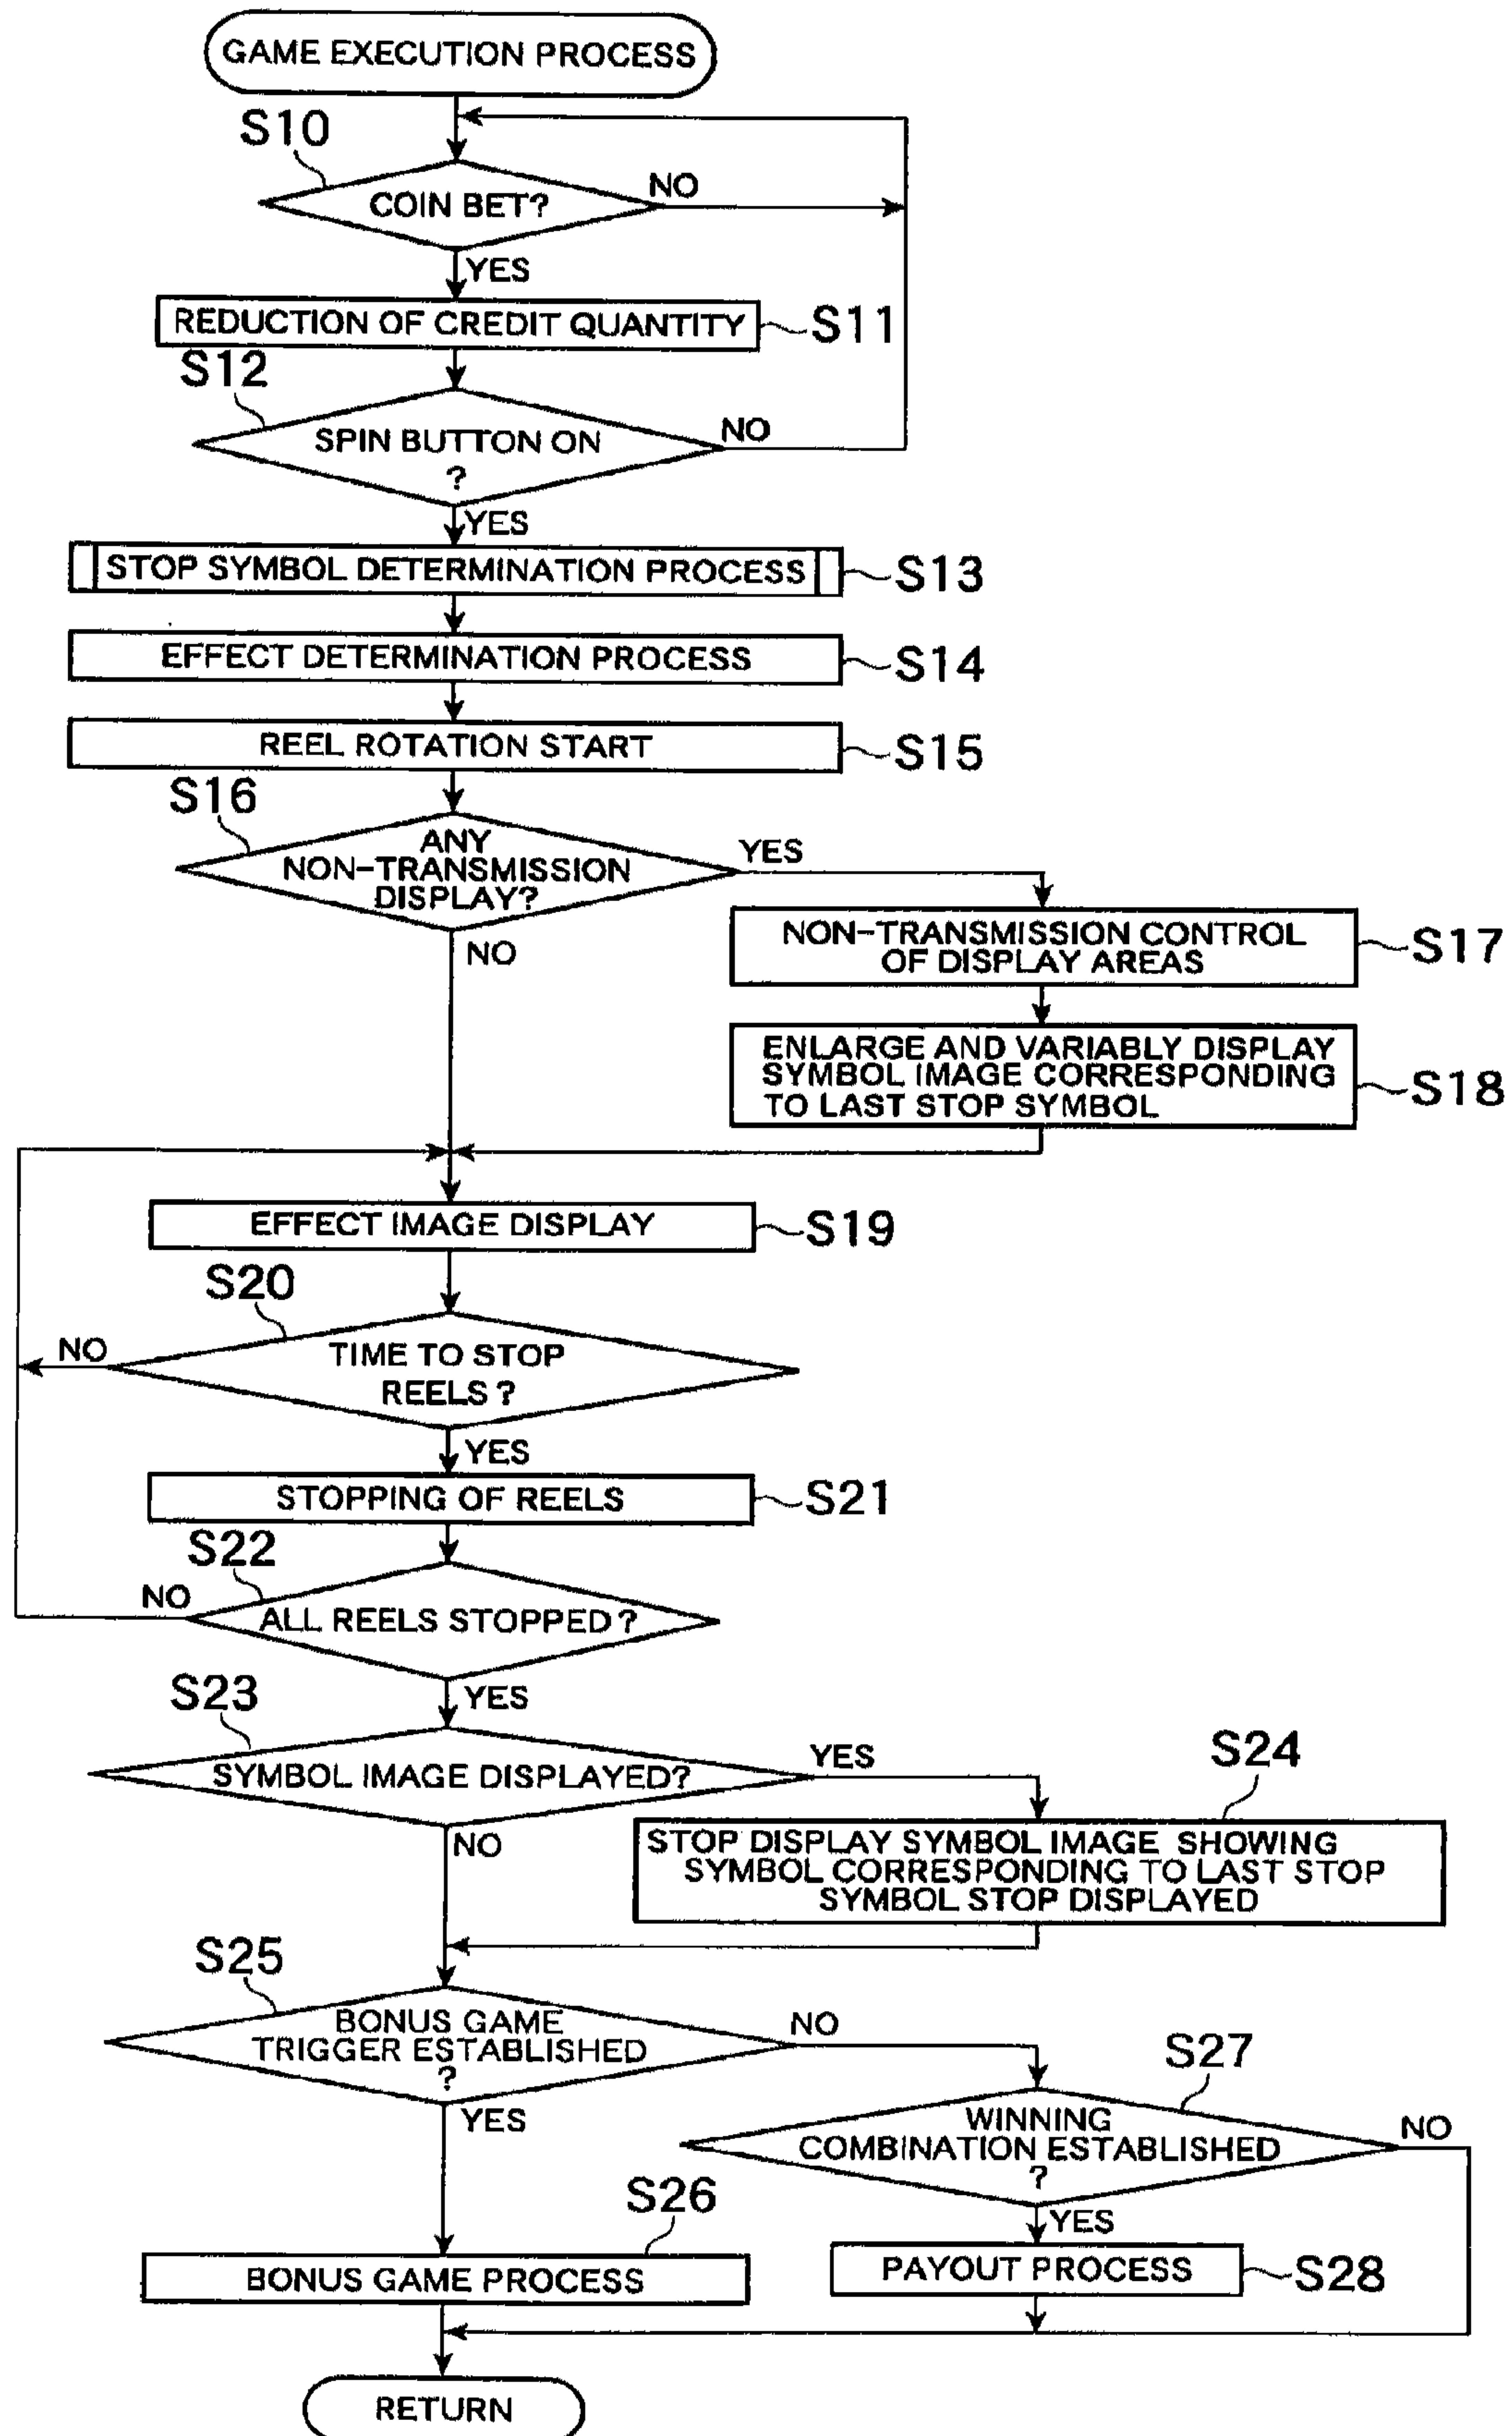 GAME EXECUTION PROCESS
S10
COIN BET?
NO
YES
REDUCTION OF CREDIT QUANTITY
S11
S12
SPIN BUTTON ON
?
NO
YES
STOP SYMBOL DETERMINATION PROCESS
S13
EFFECT DETERMINATION PROCESS
S14
REEL ROTATION START
S15
S16
ANY
NON-TRANSMISSION
DISPLAY?
YES
NO
NON-TRANSMISSION CONTROL
OF DISPLAY AREAS
S17
ENLARGE AND VARIABLY DISPLAY
SYMBOL IMAGE CORRESPONDING
TO LAST STOP SYMBOL
S18
EFFECT IMAGE DISPLAY
S19
S20
TIME TO STOP
REELS ?
NO
YES
STOPPING OF REELS
S21
S22
ALL REELS STOPPED ?
NO
YES
S23
SYMBOL IMAGE DISPLAYED?
YES
NO
S24
STOP DISPLAY SYMBOL IMAGE SHOWING
SYMBOL CORRESPONDING TO LAST STOP
SYMBOL STOP DISPLAYED
S25
BONUS GAME
TRIGGER ESTABLISHED
?
NO
YES
S27
WINNING
COMBINATION ESTABLISHED
?
NO
YES
S26
BONUS GAME PROCESS
PAYOUT PROCESS
S28
RETURN